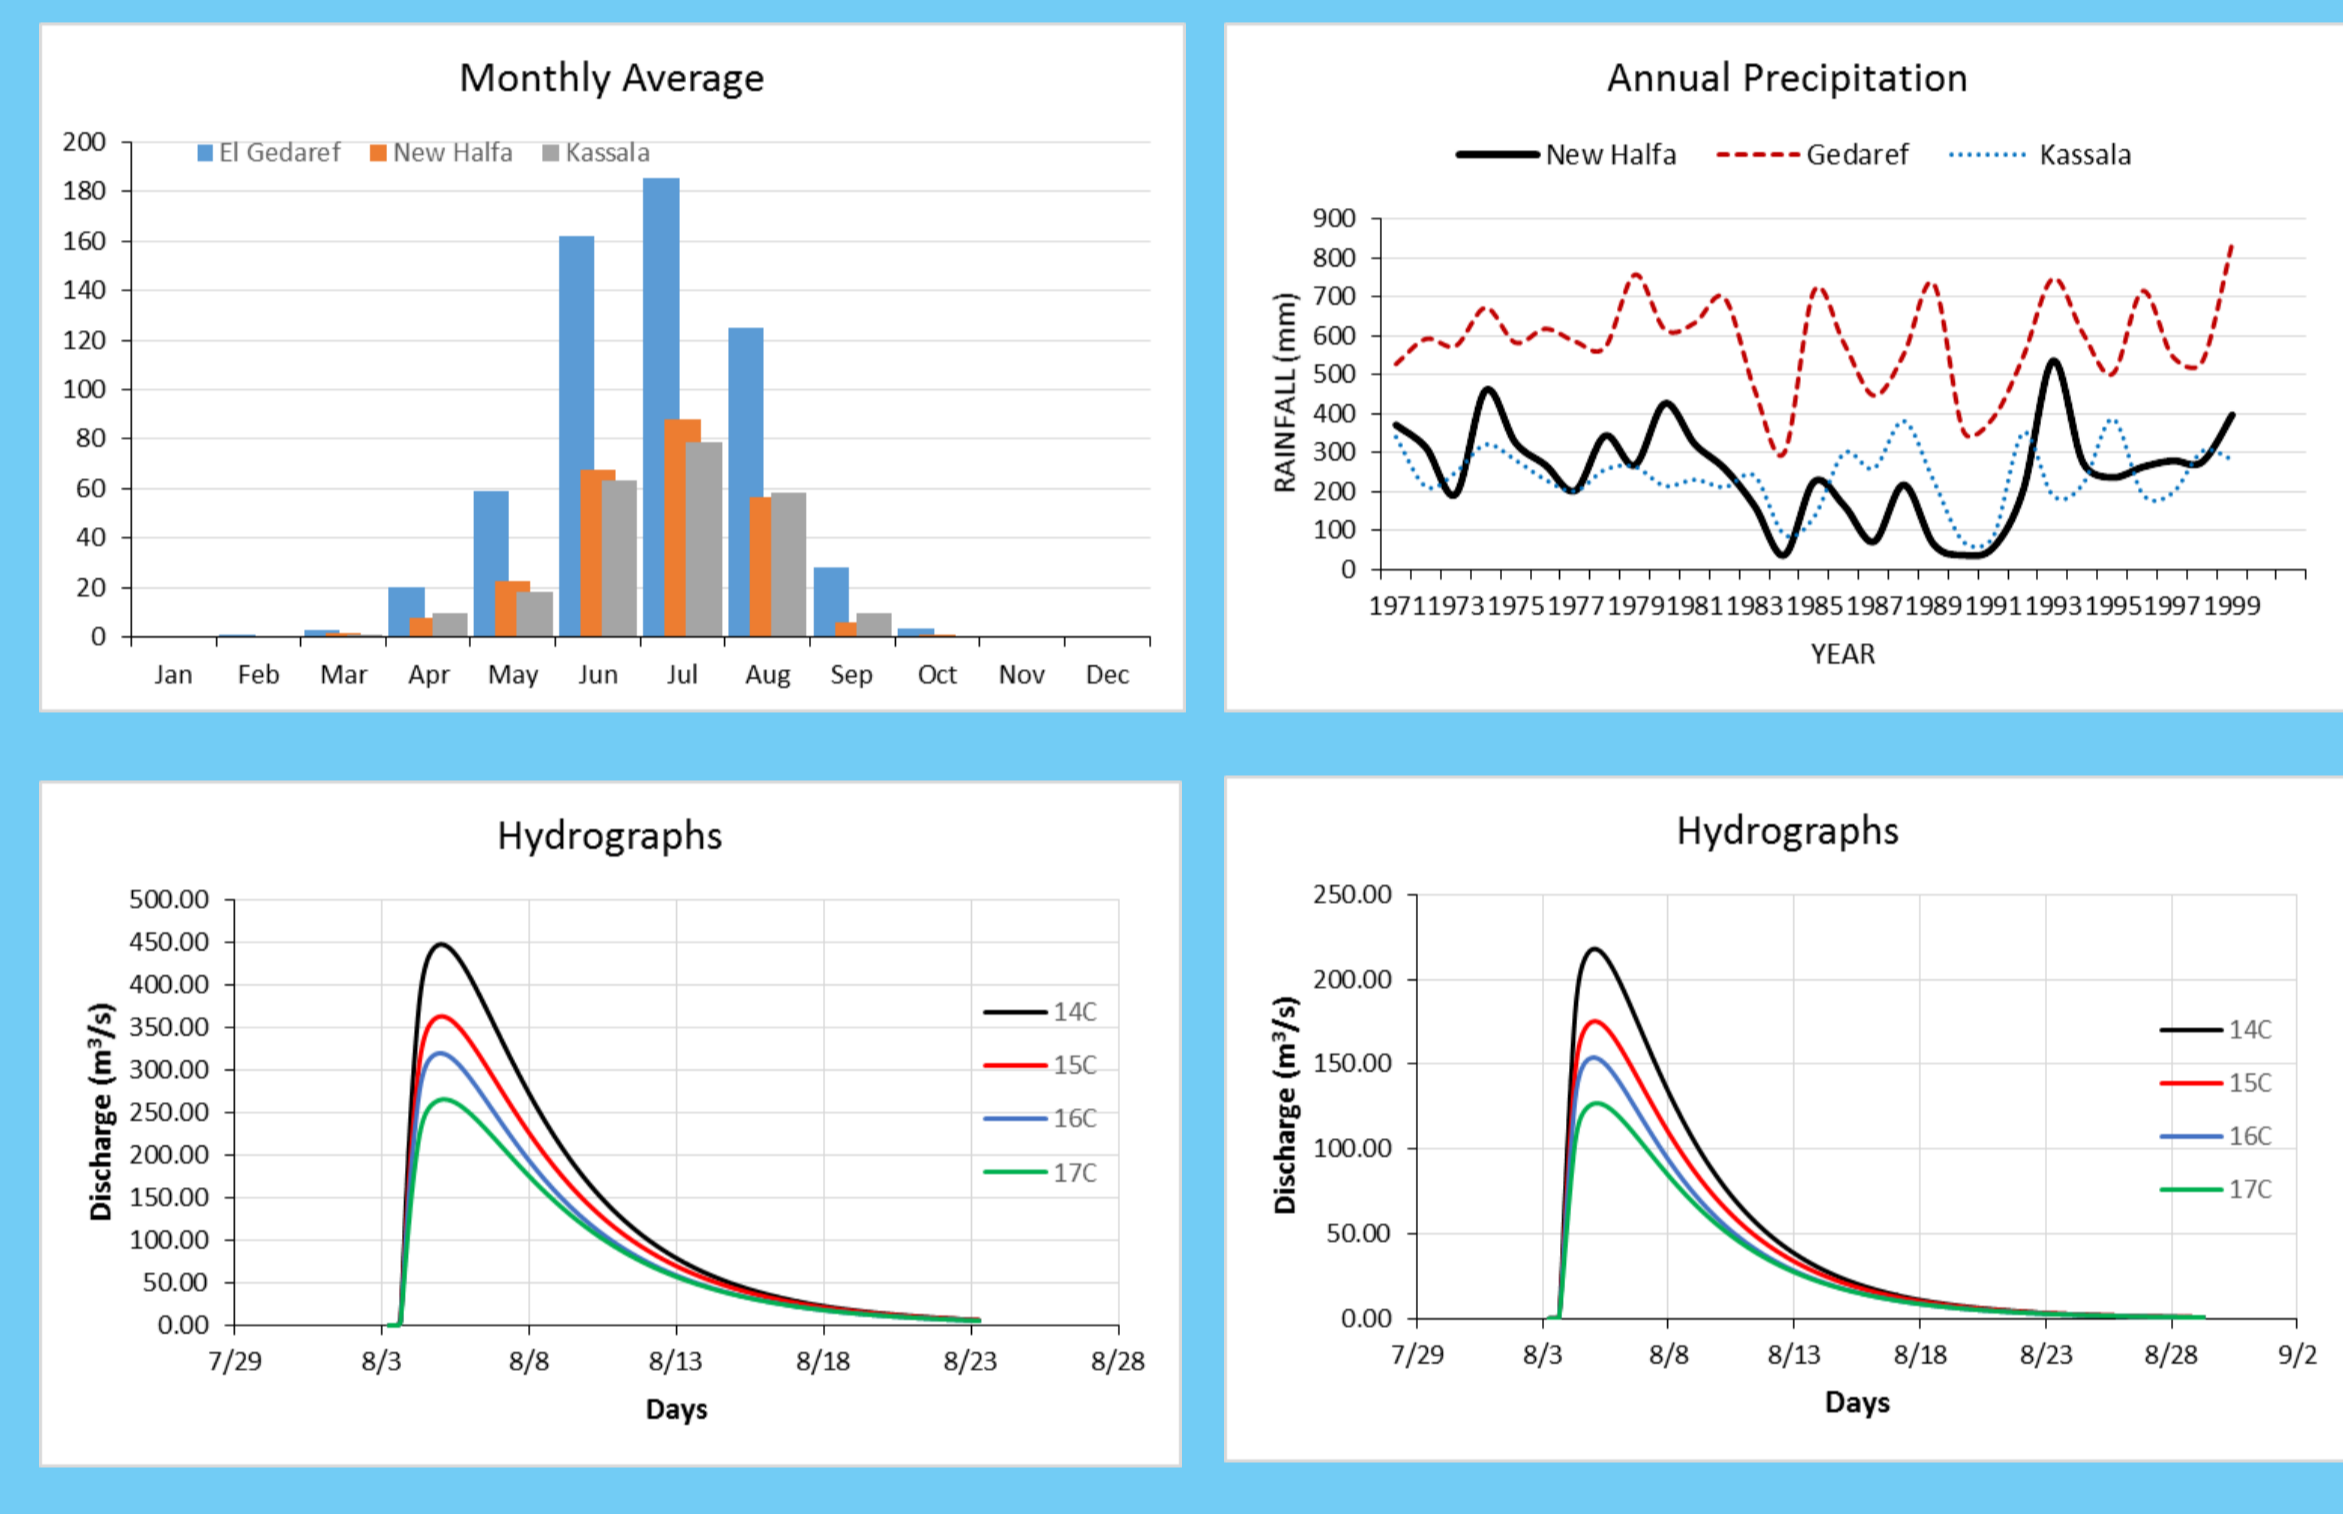 Monthly Average
El Gedaref New Halfa Kassala
200
180
160
140
120
100
80
60
40
20
0
Jan Feb Mar Apr May Jun Jul Aug Sep Oct Nov Dec
Annual Precipitation
New Halfa Gedaref Kassala
RAINFALL (mm)
900
800
700
600
500
400
300
200
100
0
1971 1973 1975 1977 1979 1981 1983 1985 1987 1989 1991 1993 1995 1997 1999
YEAR
Hydrographs
Discharge (m³/s)
500.00
450.00
400.00
350.00
300.00
250.00
200.00
150.00
100.00
50.00
0.00
14C
15C
16C
17C
7/29 8/3 8/8 8/13 8/18 8/23 8/28
Days
Hydrographs
Discharge (m³/s)
250.00
200.00
150.00
100.00
50.00
0.00
14C
15C
16C
17C
7/29 8/3 8/8 8/13 8/18 8/23 8/28 9/2
Days